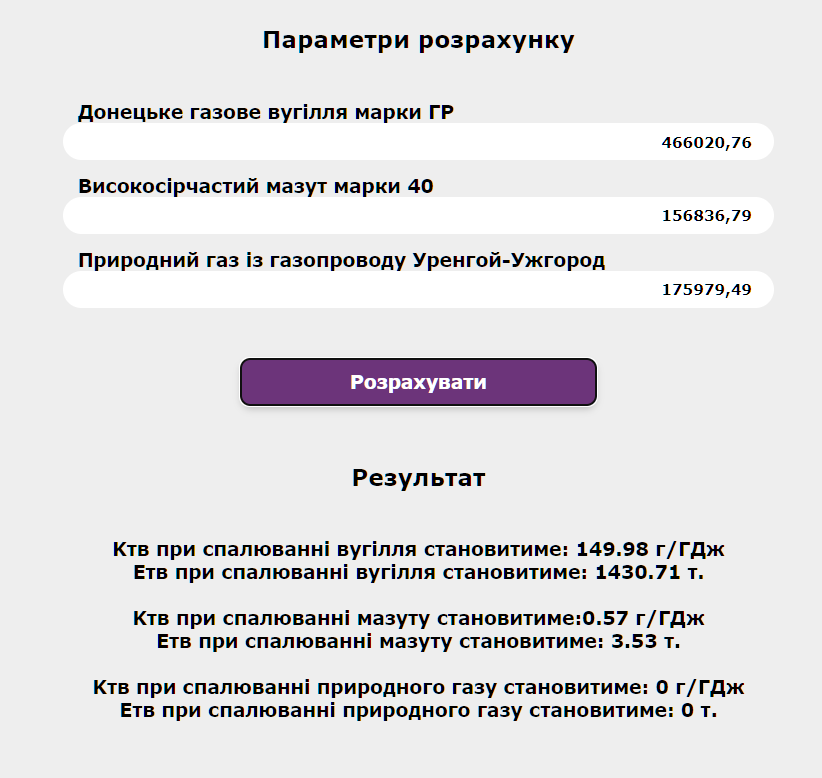 Параметри розрахунку
Донецьке газове вугілля марки ГР
466020,76
Високосірчастий мазут марки 40
156836,79
Природний газ із газопроводу Уренгой-Ужгород
175979,49
Розрахувати
Результат
Ктв при спалюванні вугілля становитиме: 149.98 г/ГДж
Етв при спалюванні вугілля становитиме: 1430.71 т.
Ктв при спалюванні мазуту становитиме:0.57 г/ГДж
Етв при спалюванні мазуту становитиме: 3.53 т.
Ктв при спалюванні природного газу становитиме: 0 г/ГДж
Етв при спалюванні природного газу становитиме: 0 т.